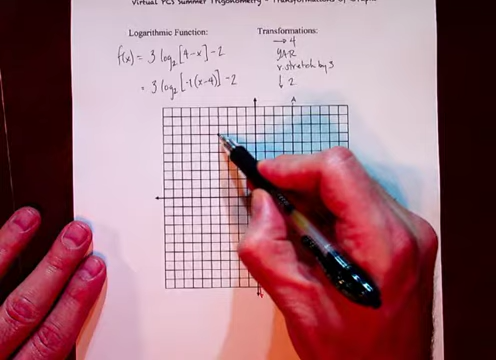 Virtual PCS Summer Trigonometry - Transformations of Graphs
Logarithmic Function:
Transformations:
f(x) = 3 log₂ [4-x] -2
= 3 log₂ [-1(x-4)] -2
→ 4
YAR
v. stretch by 3
↓ 2